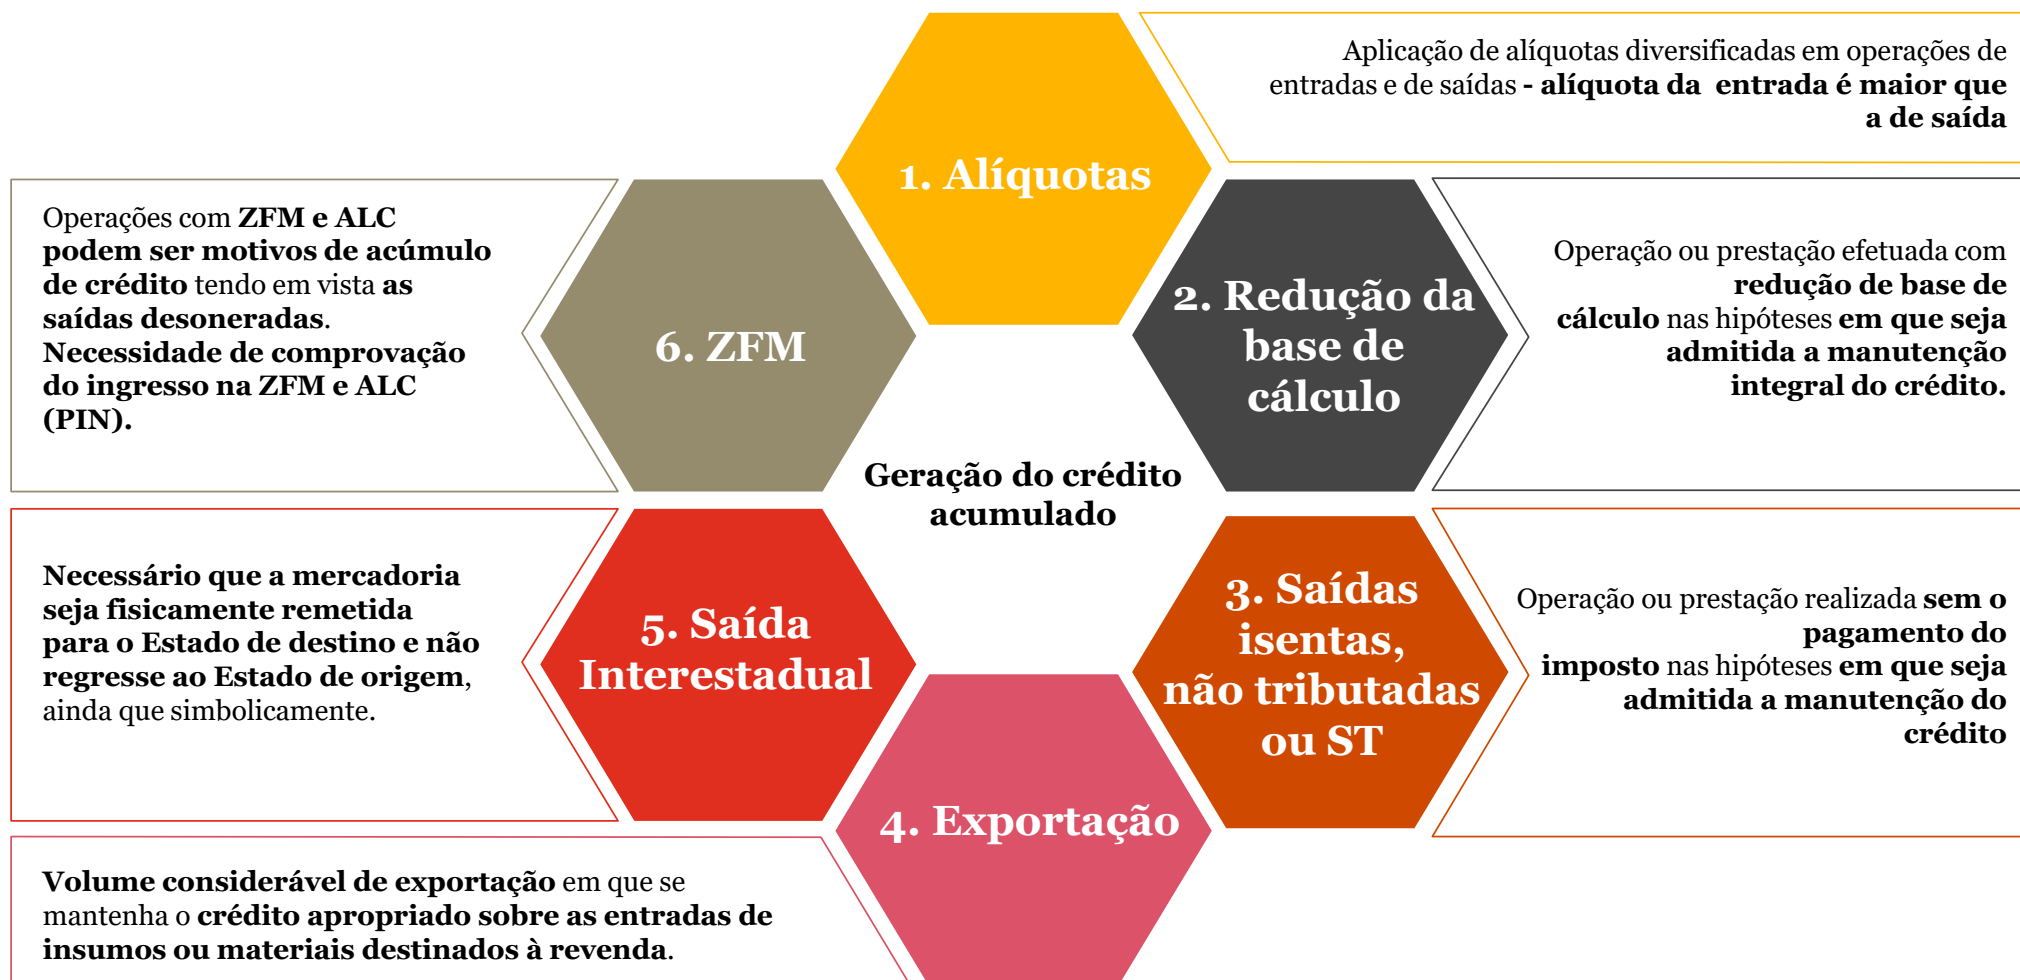 1. Alíquotas
Aplicação de alíquotas diversificadas em operações de
entradas e de saídas - alíquota da entrada é maior que
a de saída
2. Redução da
base de
cálculo
Operação ou prestação efetuada com
redução de base de
cálculo nas hipóteses em que seja
admitida a manutenção
integral do crédito.
3. Saídas
isentas,
não tributadas
ou ST
Operação ou prestação realizada sem o
pagamento do
imposto nas hipóteses em que seja
admitida a manutenção do
crédito
4. Exportação
Volume considerável de exportação em que se
mantenha o crédito apropriado sobre as entradas de
insumos ou materiais destinados à revenda.
5. Saída
Interestadual
Necessário que a mercadoria
seja fisicamente remetida
para o Estado de destino e não
regresse ao Estado de origem,
ainda que simbolicamente.
6. ZFM
Operações com ZFM e ALC
podem ser motivos de acúmulo
de crédito tendo em vista as
saídas desoneradas.
Necessidade de comprovação
do ingresso na ZFM e ALC
(PIN).
Geração do crédito
acumulado